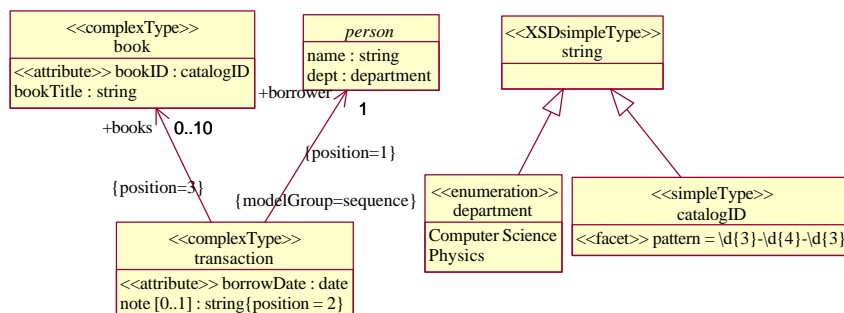 <<complexType>>
book
<<attribute>> bookID : catalogID
bookTitle : string
person
name : string
dept : department
<<XSDsimpleType>>
string
+borrower
1
+books
0..10
{position=1}
{position=3}
{modelGroup=sequence}
<<enumeration>>
department
Computer Science
Physics
<<simpleType>>
catalogID
<<facet>> pattern = \d{3}-\d{4}-\d{3}
<<complexType>>
transaction
<<attribute>> borrowDate : date
note [0..1] : string{position = 2}